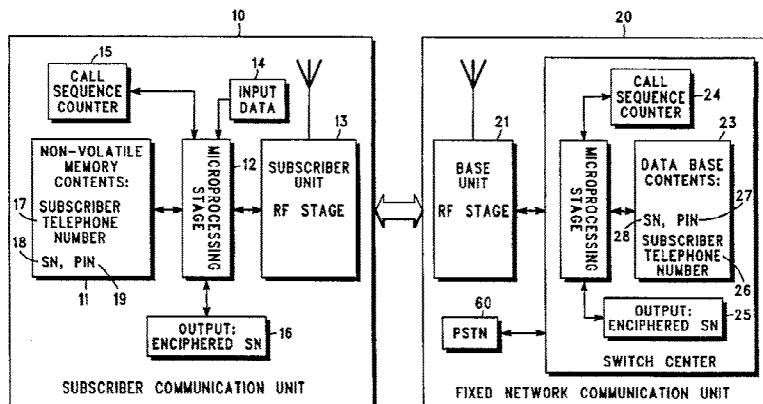 10
15
CALL
SEQUENCE
COUNTER
14
INPUT
DATA
13
12
NON-VOLATILE
MEMORY
CONTENTS:
17
SUBSCRIBER
TELEPHONE
NUMBER
18
SN, PIN
19
11
MICROPROCESSING
STAGE
SUBSCRIBER
UNIT
RF STAGE
OUTPUT:
ENCIPHERED SN
16
SUBSCRIBER COMMUNICATION UNIT
20
21
BASE
UNIT
RF STAGE
CALL
SEQUENCE
COUNTER
24
23
MICROPROCESSING
STAGE
DATA BASE
CONTENTS:
27
SN, PIN
28
SUBSCRIBER
TELEPHONE
NUMBER
26
60
PSTN
OUTPUT:
ENCIPHERED SN
25
SWITCH CENTER
FIXED NETWORK COMMUNICATION UNIT